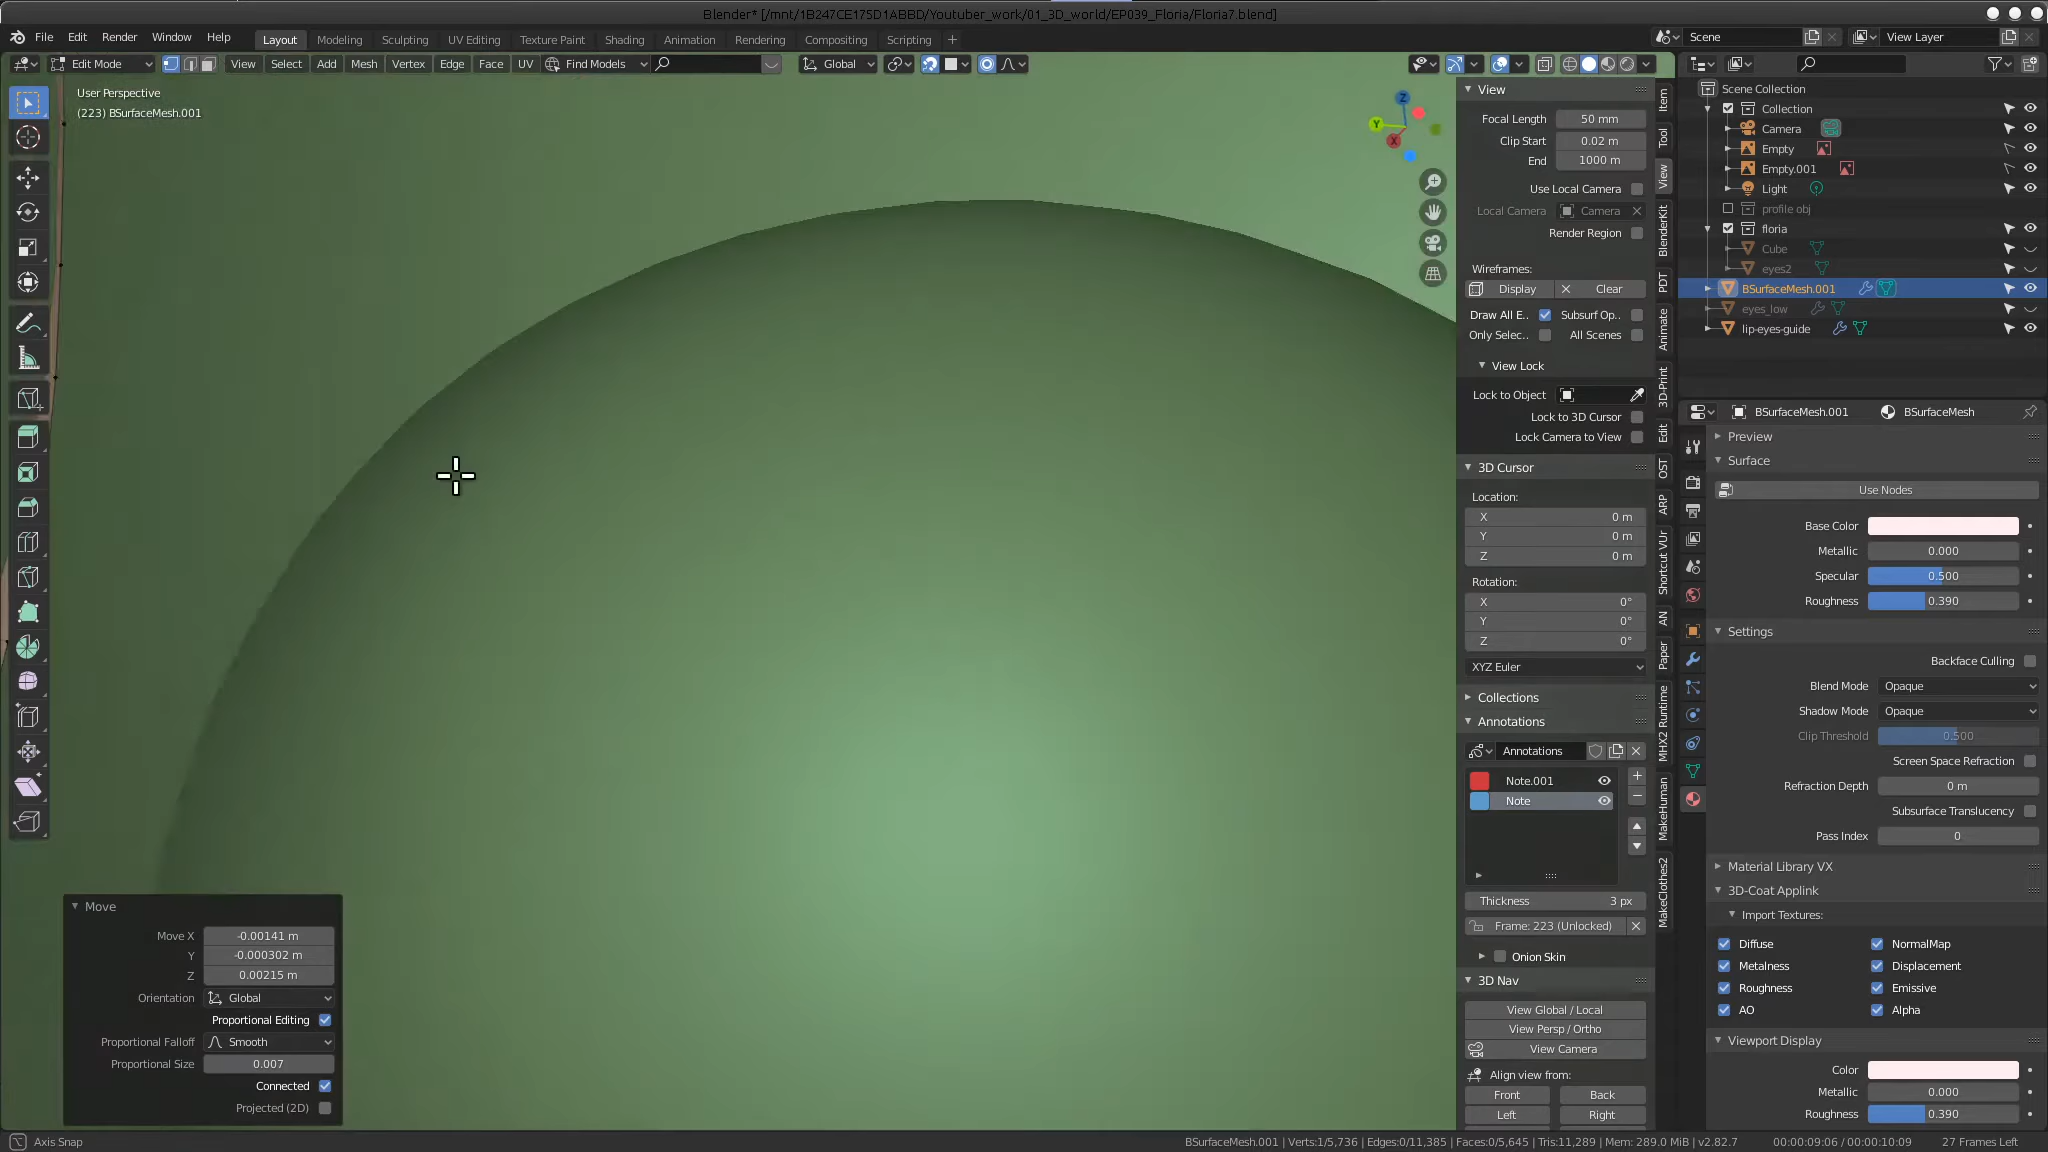 Blender* [/mnt/1B247CE175D1ABBD/Youtuber_work/01_3D_world/EP039_Floria/Floria7.blend]
File Edit Render Window Help Layout Modeling Sculpting UV Editing Texture Paint Shading Animation Rendering Compositing Scripting + Scene View Layer
Edit Mode View Select Add Mesh Vertex Edge Face UV Find Models Global
User Perspective
(223) BSurfaceMesh.001
Z
Y
X
Move
Move X -0.00141 m
Y -0.000302 m
Z 0.00215 m
Orientation Global
Proportional Editing
Proportional Falloff Smooth
Proportional Size 0.007
Connected
Projected (2D)
View
Focal Length 50 mm
Clip Start 0.02 m
End 1000 m
Use Local Camera
Local Camera Camera
Render Region
Wireframes:
Display Clear
Draw All E.. Subsurf Op..
Only Selec.. All Scenes
View Lock
Lock to Object
Lock to 3D Cursor
Lock Camera to View
3D Cursor
Location:
X 0 m
Y 0 m
Z 0 m
Rotation:
X 0°
Y 0°
Z 0°
XYZ Euler
Collections
Annotations
Annotations
Note.001
Note
Thickness 3 px
Frame: 223 (Unlocked)
Onion Skin
3D Nav
View Global / Local
View Persp / Ortho
View Camera
Align view from:
Front Back
Left Right
Item
Tool
View
BlenderKit
PDT
Animate
3D-Print
Edit
OST
ARP
Shortcut VUr
AN
Paper
MHX2 Runtime
MakeHuman
MakeClothes2
Scene Collection
Collection
Camera
Empty
Empty.001
Light
profile obj
floria
Cube
eyes2
BSurfaceMesh.001
eyes_low
lip-eyes-guide
BSurfaceMesh.001 BSurfaceMesh
Preview
Surface
Use Nodes
Base Color
Metallic 0.000
Specular 0.500
Roughness 0.390
Settings
Backface Culling
Blend Mode Opaque
Shadow Mode Opaque
Clip Threshold 0.500
Screen Space Refraction
Refraction Depth 0 m
Subsurface Translucency
Pass Index 0
Material Library VX
3D-Coat Applink
Import Textures:
Diffuse NormalMap
Metalness Displacement
Roughness Emissive
AO Alpha
Viewport Display
Color
Metallic 0.000
Roughness 0.390
Axis Snap
BSurfaceMesh.001 | Verts:1/5,736 | Edges:0/11,385 | Faces:0/5,645 | Tris:11,289 | Mem: 289.0 MiB | v2.82.7 00:00:09:06 / 00:00:10:09 27 Frames Left